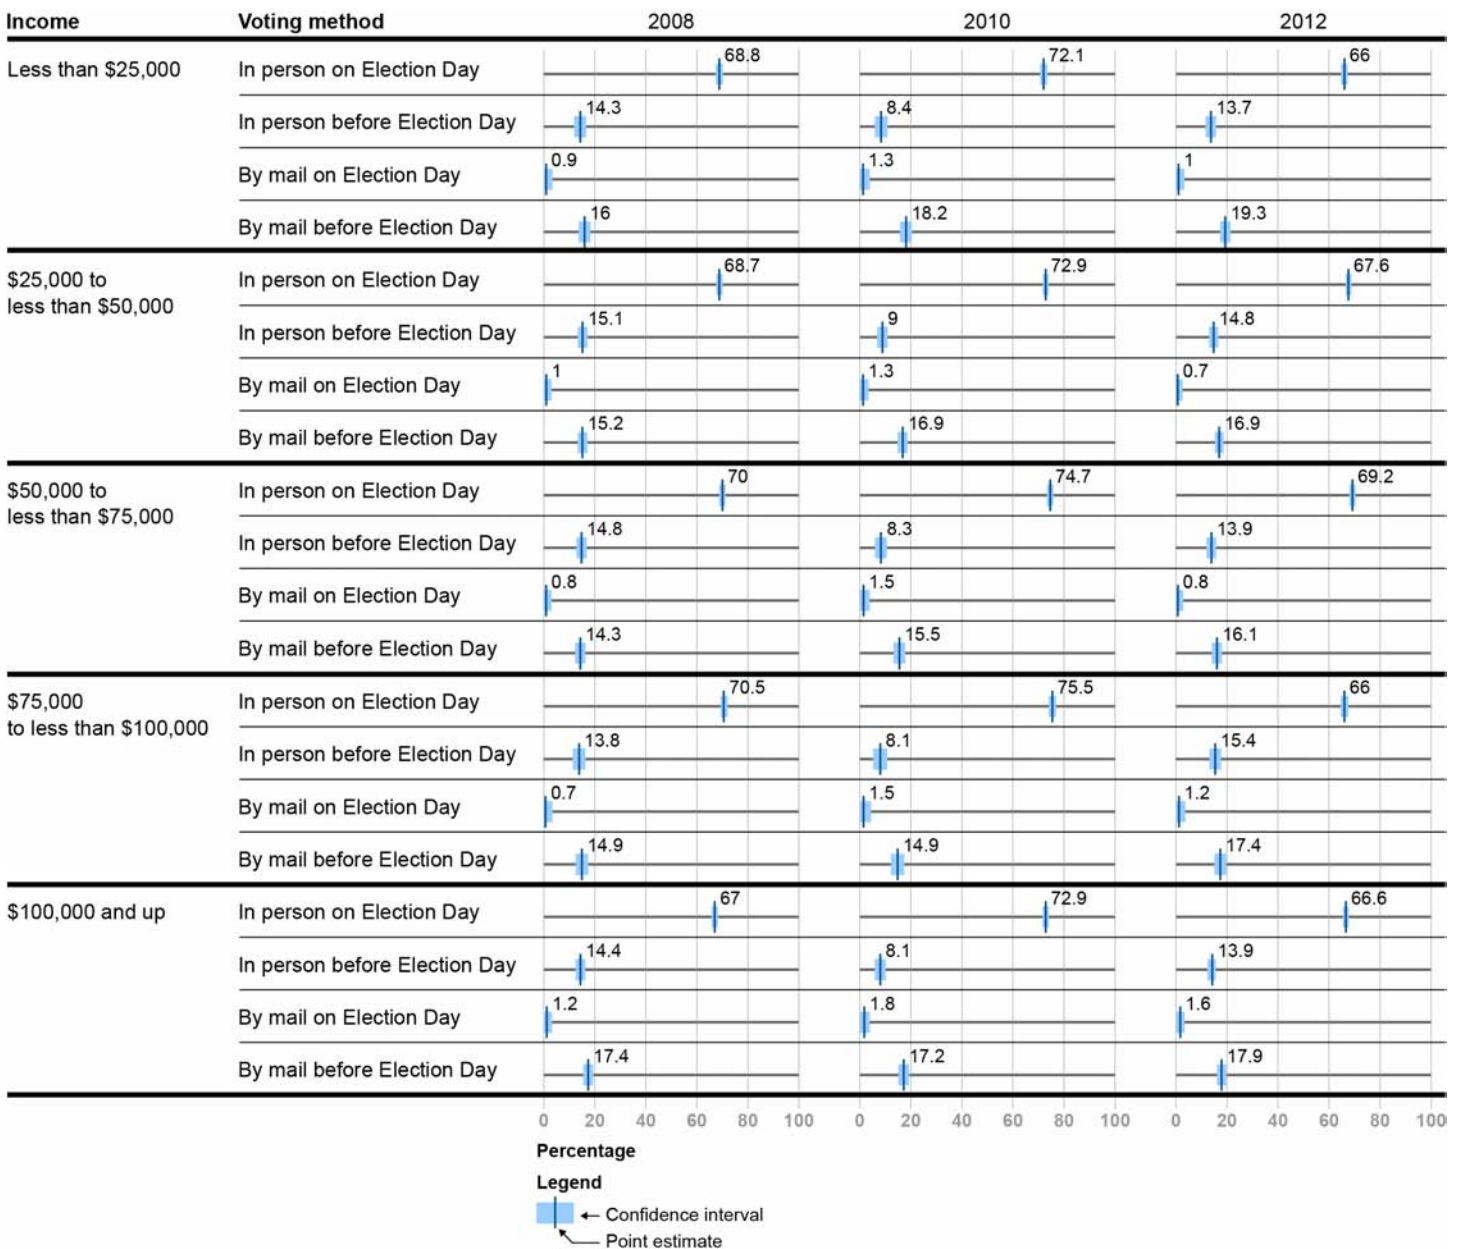 Income Voting method 2008 2010 2012
Less than $25,000 In person on Election Day 68.8 72.1 66
In person before Election Day 14.3 8.4 13.7
By mail on Election Day 0.9 1.3 1
By mail before Election Day 16 18.2 19.3
$25,000 to
less than $50,000
In person on Election Day 68.7 72.9 67.6
In person before Election Day 15.1 9 14.8
By mail on Election Day 1 1.3 0.7
By mail before Election Day 15.2 16.9 16.9
$50,000 to
less than $75,000
In person on Election Day 70 74.7 69.2
In person before Election Day 14.8 8.3 13.9
By mail on Election Day 0.8 1.5 0.8
By mail before Election Day 14.3 15.5 16.1
$75,000
to less than $100,000
In person on Election Day 70.5 75.5 66
In person before Election Day 13.8 8.1 15.4
By mail on Election Day 0.7 1.5 1.2
By mail before Election Day 14.9 14.9 17.4
$100,000 and up In person on Election Day 67 72.9 66.6
In person before Election Day 14.4 8.1 13.9
By mail on Election Day 1.2 1.8 1.6
By mail before Election Day 17.4 17.2 17.9
0 20 40 60 80 100 0 20 40 60 80 100 0 20 40 60 80 100
Percentage
Legend
Confidence interval
Point estimate